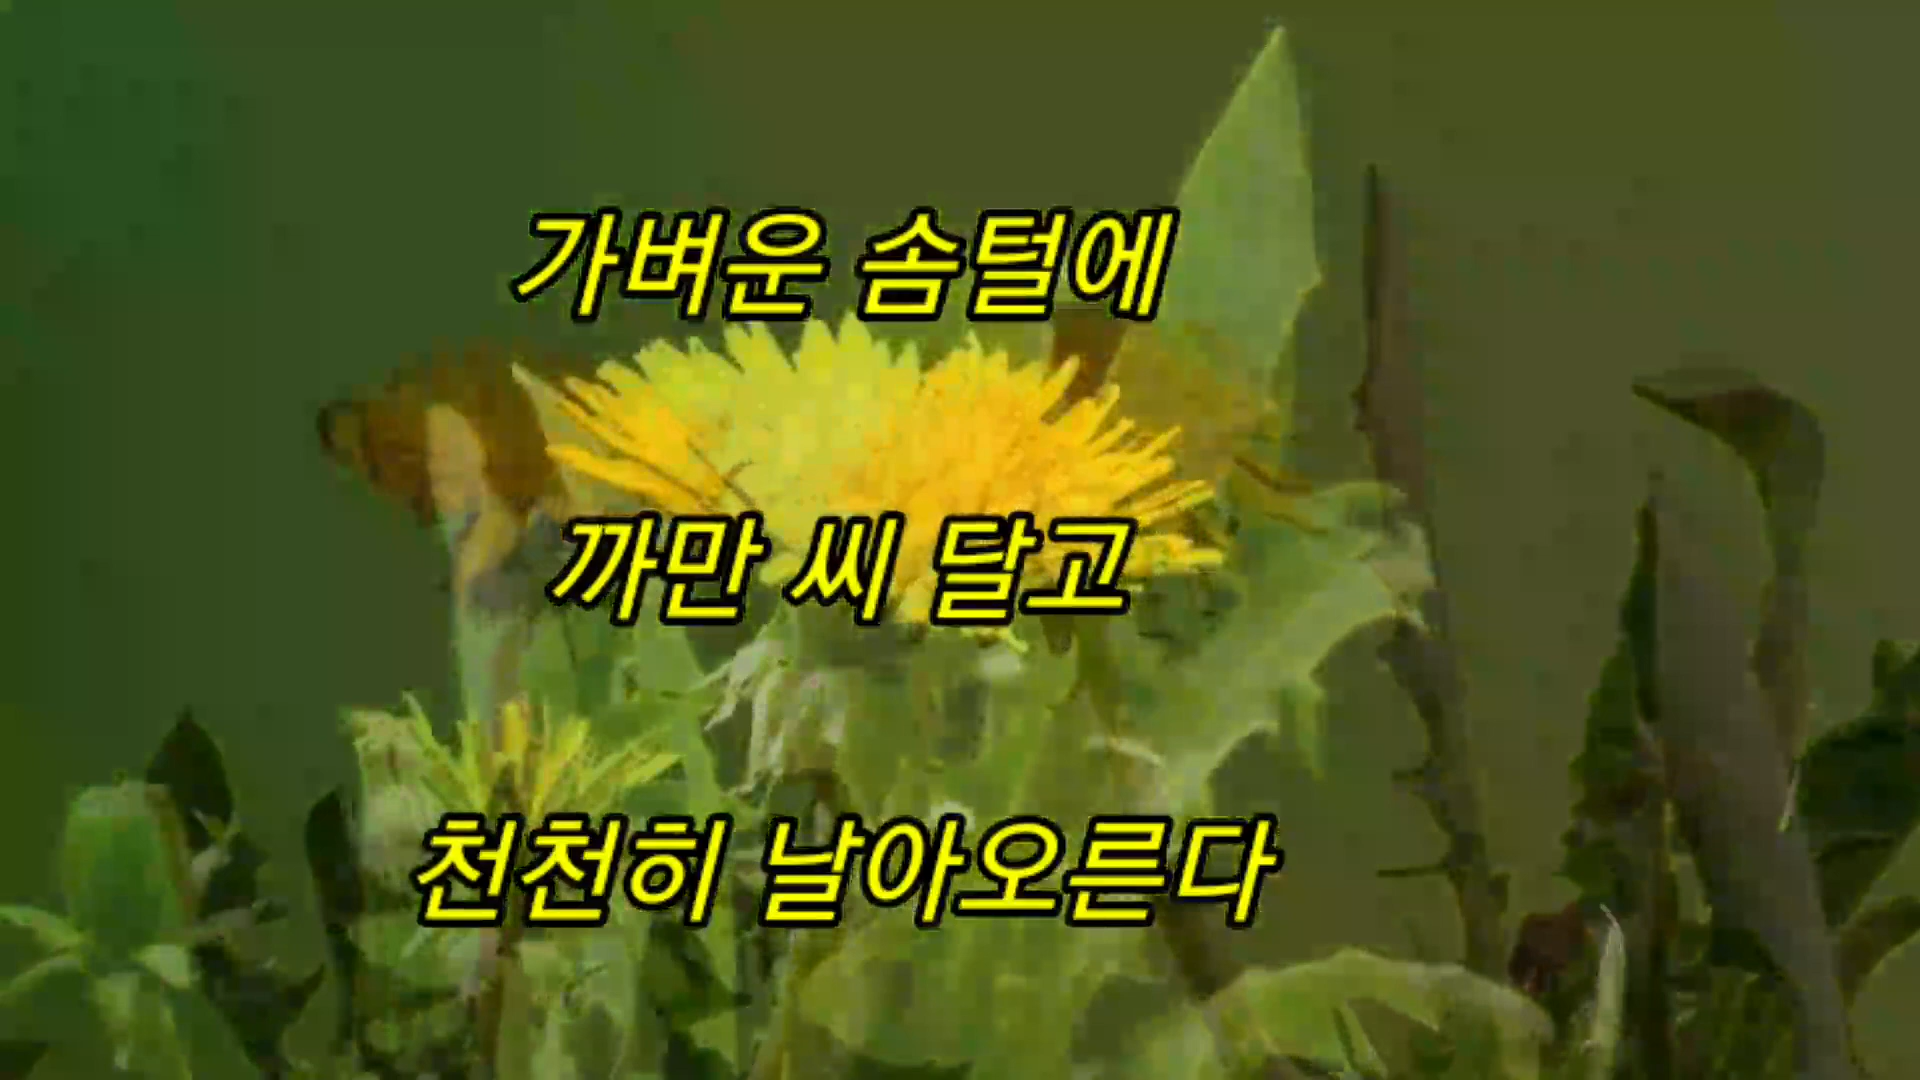 가벼운 솜털에
까만 씨 달고
천천히 날아오른다